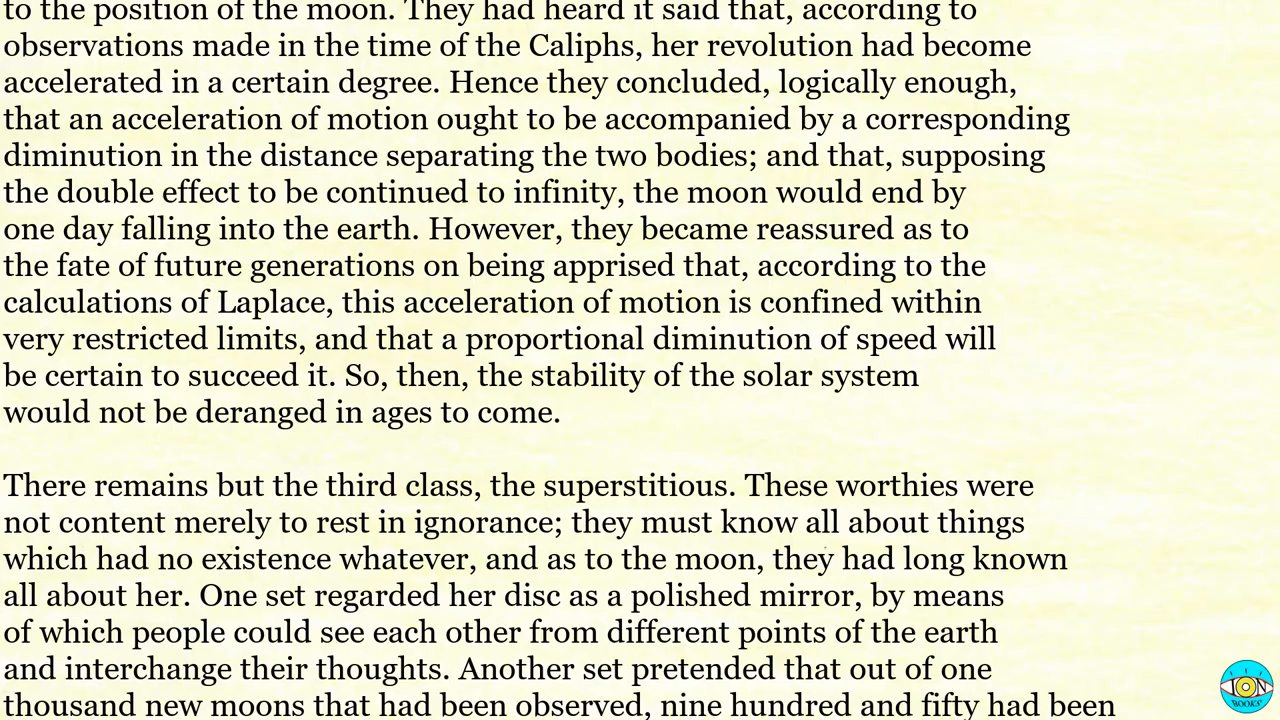 to the position of the moon. They had heard it said that, according to
observations made in the time of the Caliphs, her revolution had become
accelerated in a certain degree. Hence they concluded, logically enough,
that an acceleration of motion ought to be accompanied by a corresponding
diminution in the distance separating the two bodies; and that, supposing
the double effect to be continued to infinity, the moon would end by
one day falling into the earth. However, they became reassured as to
the fate of future generations on being apprised that, according to the
calculations of Laplace, this acceleration of motion is confined within
very restricted limits, and that a proportional diminution of speed will
be certain to succeed it. So, then, the stability of the solar system
would not be deranged in ages to come.
There remains but the third class, the superstitious. These worthies were
not content merely to rest in ignorance; they must know all about things
which had no existence whatever, and as to the moon, they had long known
all about her. One set regarded her disc as a polished mirror, by means
of which people could see each other from different points of the earth
and interchange their thoughts. Another set pretended that out of one
thousand new moons that had been observed, nine hundred and fifty had been
ION
BOOKS